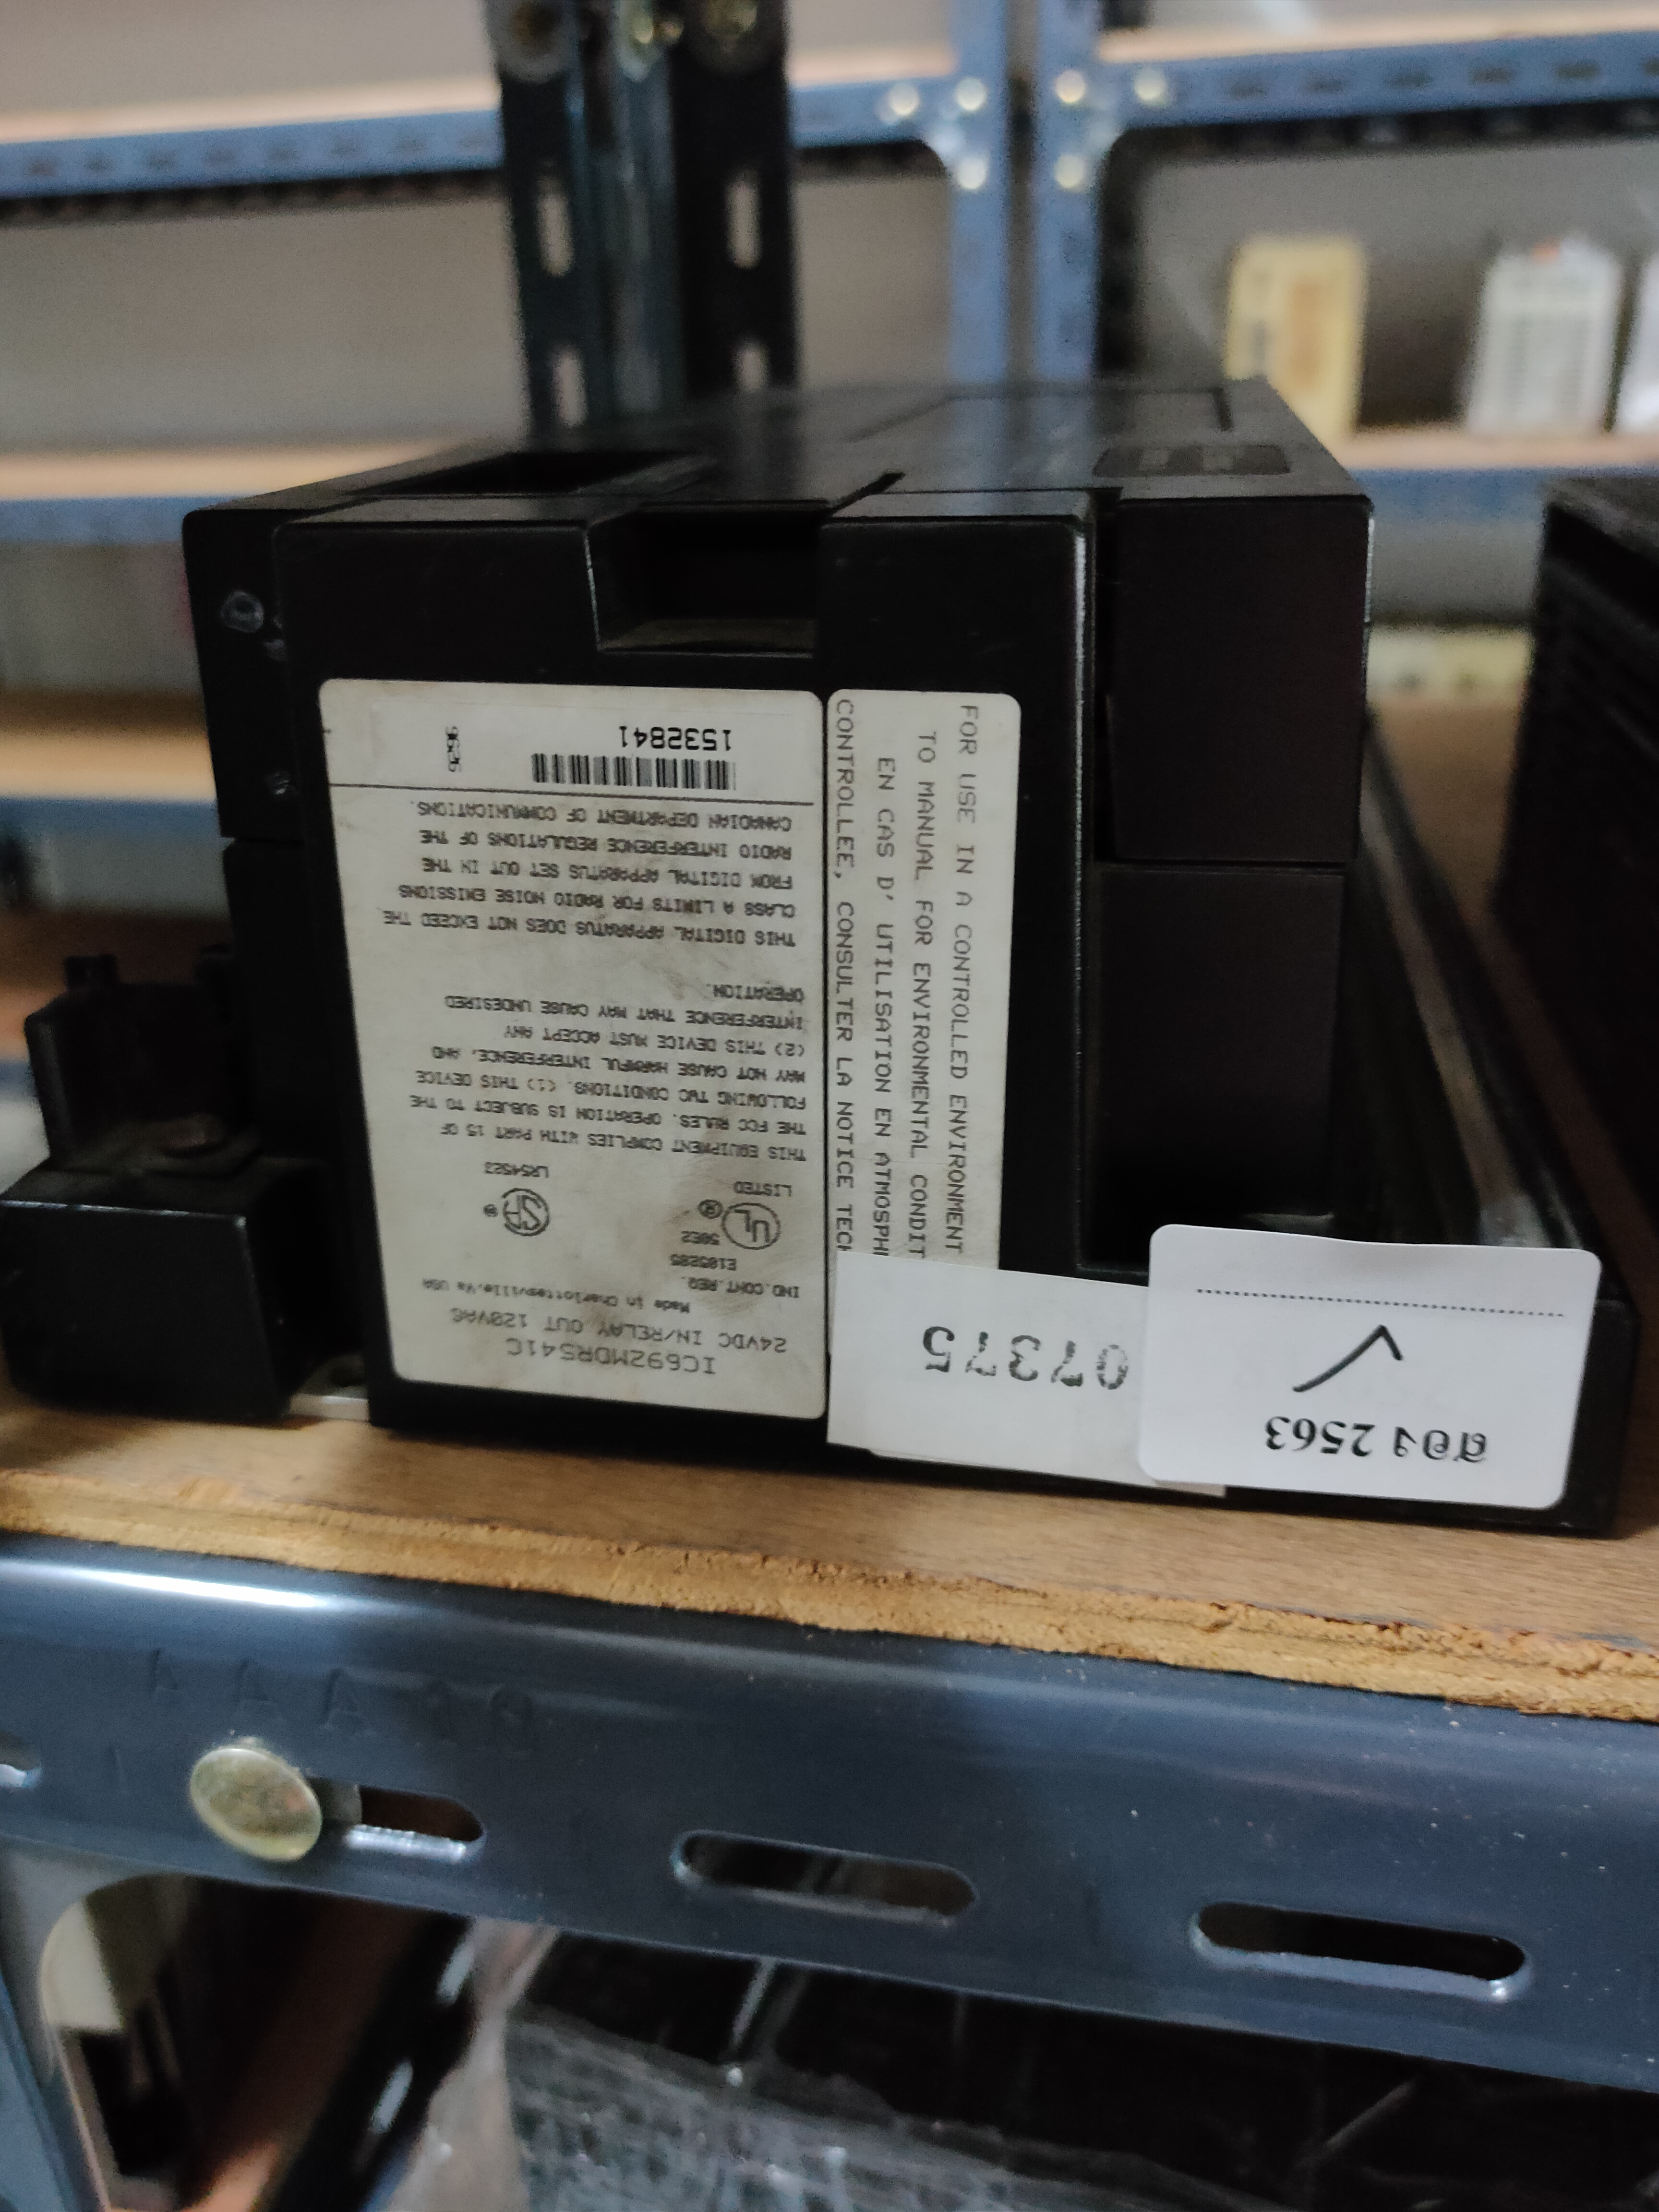 IC692MDR541C
24VDC IN/RELAY OUT 120VAC
Made in Charlottesville.Va USA
IND.CONT.REQ.
E105285
50E2
UL
LISTED
LR54523
THIS EQUIPMENT COMPLIES WITH PART 15 OF
THE FCC RULES. OPERATION IS SUBJECT TO THE
FOLLOWING TWO CONDITIONS. (1) THIS DEVICE
MAY NOT CAUSE HARMFUL INTERFERENCE, AND
(2) THIS DEVICE MUST ACCEPT ANY
INTERFERENCE THAT MAY CAUSE UNDESIRED
OPERATION.
THIS DIGITAL APPARATUS DOES NOT EXCEED THE
CLASS A LIMITS FOR RADIO NOISE EMISSIONS
FROM DIGITAL APPARATUS SET OUT IN THE
RADIO INTERFERENCE REGULATIONS OF THE
CANADIAN DEPARTMENT OF COMMUNICATIONS.
1532841
FOR USE IN A CONTROLLED ENVIRONMENT
TO MANUAL FOR ENVIRONMENTAL CONDIT
EN CAS D' UTILISATION EN ATMOSPH
CONTROLLEE, CONSULTER LA NOTICE TECH
07375
สอง 2563